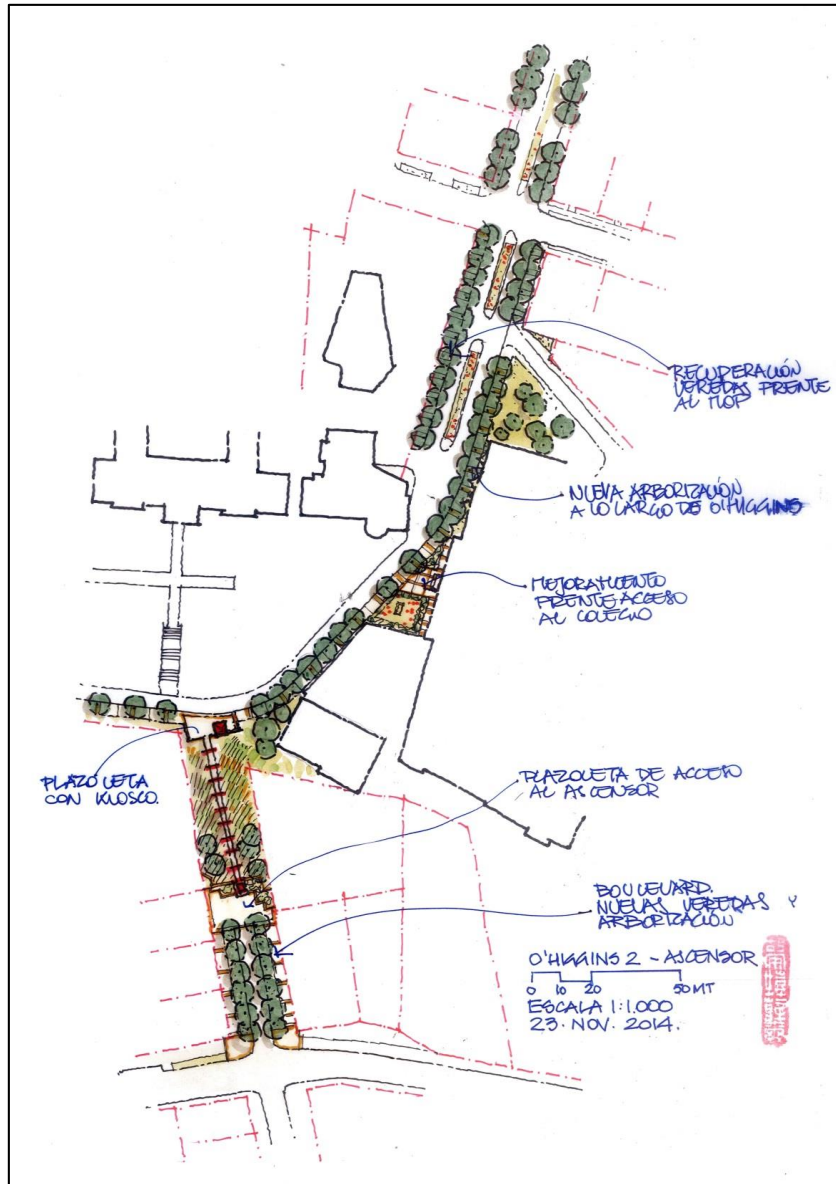 RECUPERACIÓN
VEREDAS FRENTE
AL MOP
NUEVA ARBORIZACIÓN
A LO LARGO DE O'HIGGINS
MEJORAMIENTO
FRENTE ACCESO
AL COLEGIO
PLAZOLETA
CON KIOSCO.
PLAZOLETA DE ACCESO
AL ASCENSOR
BOULEVARD.
NUEVAS VEREDAS Y
ARBORIZACIÓN
O'HIGGINS 2 - ASCENSOR
0 10 20 50 MT
ESCALA 1:1.000
23. NOV. 2014.